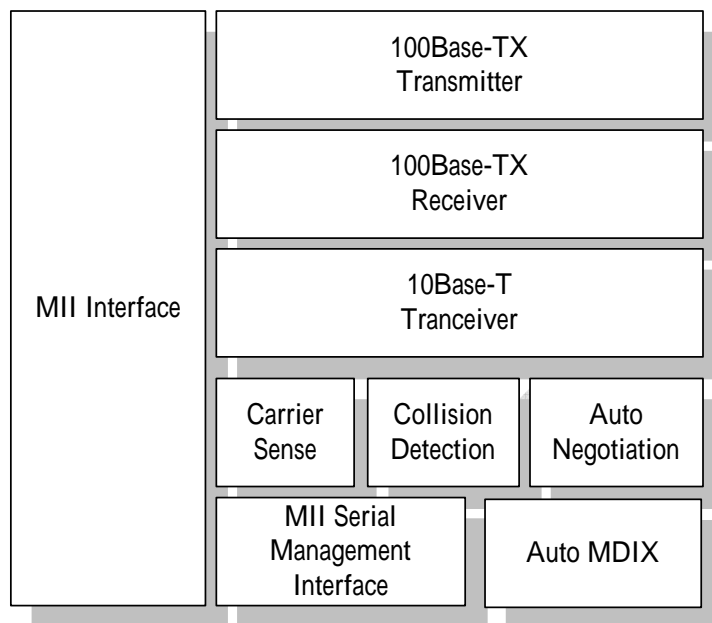 MII Interface
100Base-TX
Transmitter
100Base-TX
Receiver
10Base-T
Tranceiver
Carrier
Sense
Collision
Detection
Auto
Negotiation
MII Serial
Management
Interface
Auto MDIX